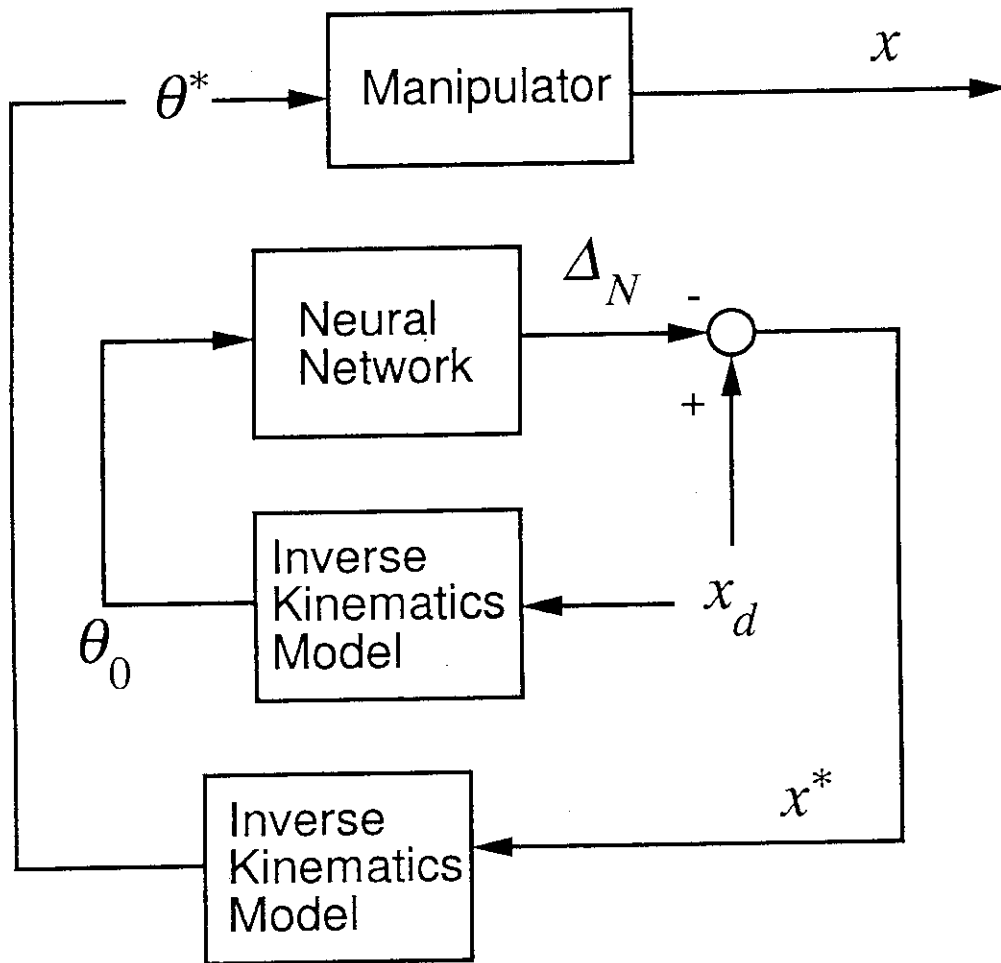 x
θ* Manipulator
Δ_N
-
Neural
Network
+
Inverse
Kinematics
Model
x_d
θ_0
x*
Inverse
Kinematics
Model